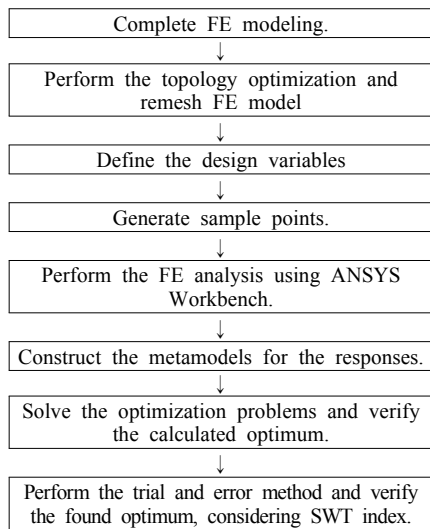 Complete FE modeling.
↓
Perform the topology optimization and
remesh FE model
↓
Define the design variables
↓
Generate sample points.
↓
Perform the FE analysis using ANSYS
Workbench.
↓
Construct the metamodels for the responses.
↓
Solve the optimization problems and verify
the calculated optimum.
↓
Perform the trial and error method and verify
the found optimum, considering SWT index.